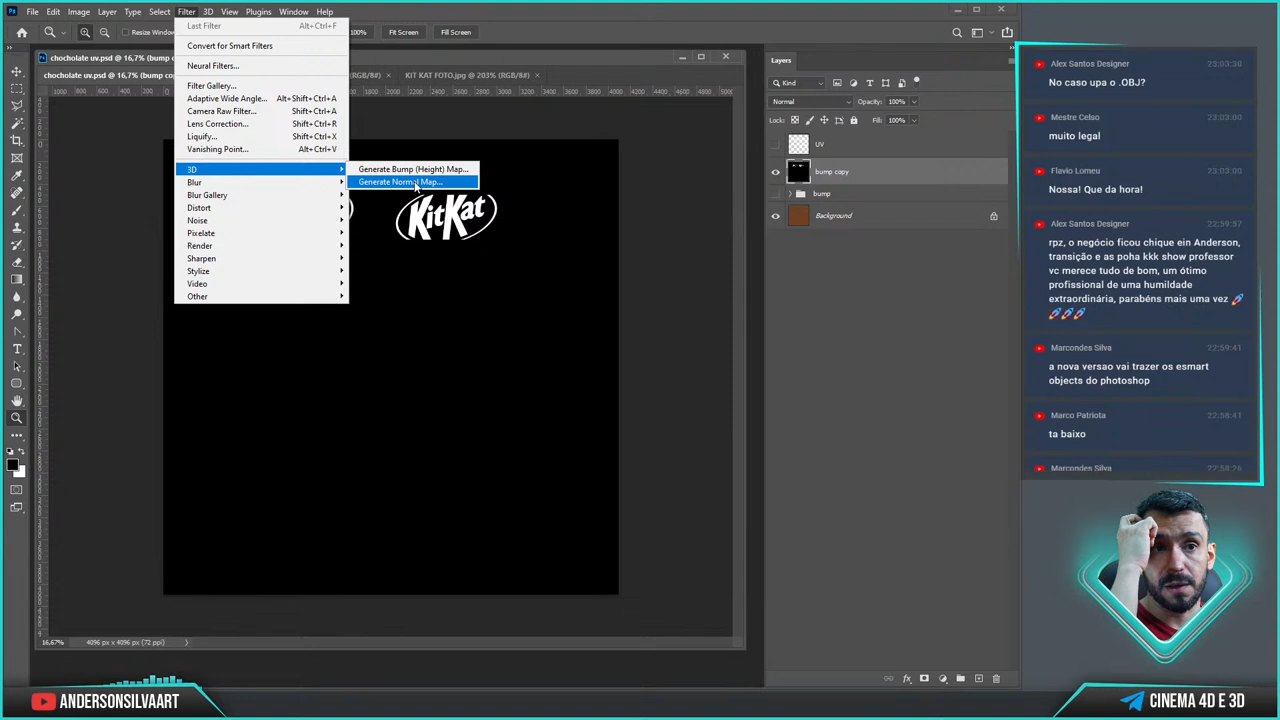 File Edit Image Layer Type Select Filter 3D View Plugins Window Help
Resize Window
100% Fit Screen Fill Screen
Last Filter Alt+Ctrl+F
Convert for Smart Filters
Neural Filters...
Filter Gallery...
Adaptive Wide Angle... Alt+Shift+Ctrl+A
Camera Raw Filter... Shift+Ctrl+A
Lens Correction... Shift+Ctrl+R
Liquify... Shift+Ctrl+X
Vanishing Point... Alt+Ctrl+V
3D
Blur
Blur Gallery
Distort
Noise
Pixelate
Render
Sharpen
Stylize
Video
Other
Generate Bump (Height) Map...
Generate Normal Map...
chocholate uv.psd @ 16,7% (bump
chocholate uv.psd @ 16,7% (bump co
(RGB/8#) ×
KIT KAT FOTO.jpg @ 203% (RGB/8#) ×
KitKat
16,67% 4096 px x 4096 px (72 ppi)
Layers
Kind
Normal Opacity: 100%
Lock: Fill: 100%
UV
bump copy
bump
Background
Alex Santos Designer 23:03:30
No caso upa o .OBJ?
Mestre Celso 23:03:00
muito legal
Flavio Lomeu 23:03:00
Nossa! Que da hora!
Alex Santos Designer 22:59:57
rpz, o negócio ficou chique ein Anderson,
transição e as poha kkk show professor
vc merece tudo de bom, um ótimo
profissional de uma humildade
extraordinária, parabéns mais uma vez 🚀
🚀🚀🚀
Marcondes Silva 22:59:41
a nova versao vai trazer os esmart
objects do photoshop
Marco Patriota 22:58:41
ta baixo
Marcondes Silva 22:58:26
ANDERSONSILVAART
CINEMA 4D E 3D